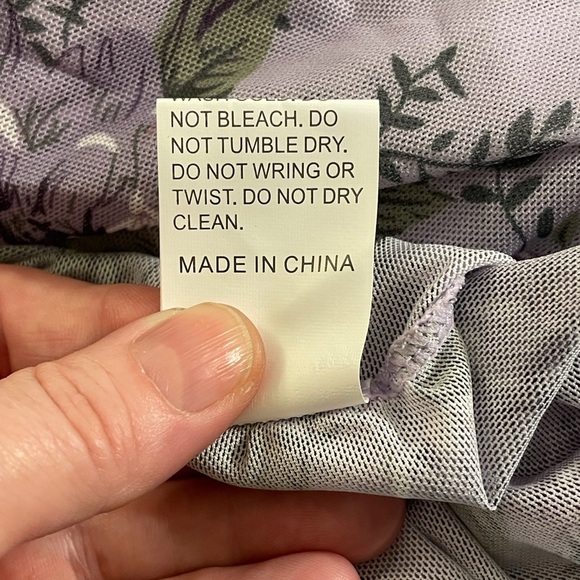 NOT BLEACH. DO
NOT TUMBLE DRY.
DO NOT WRING OR
TWIST. DO NOT DRY
CLEAN.
MADE IN CHINA